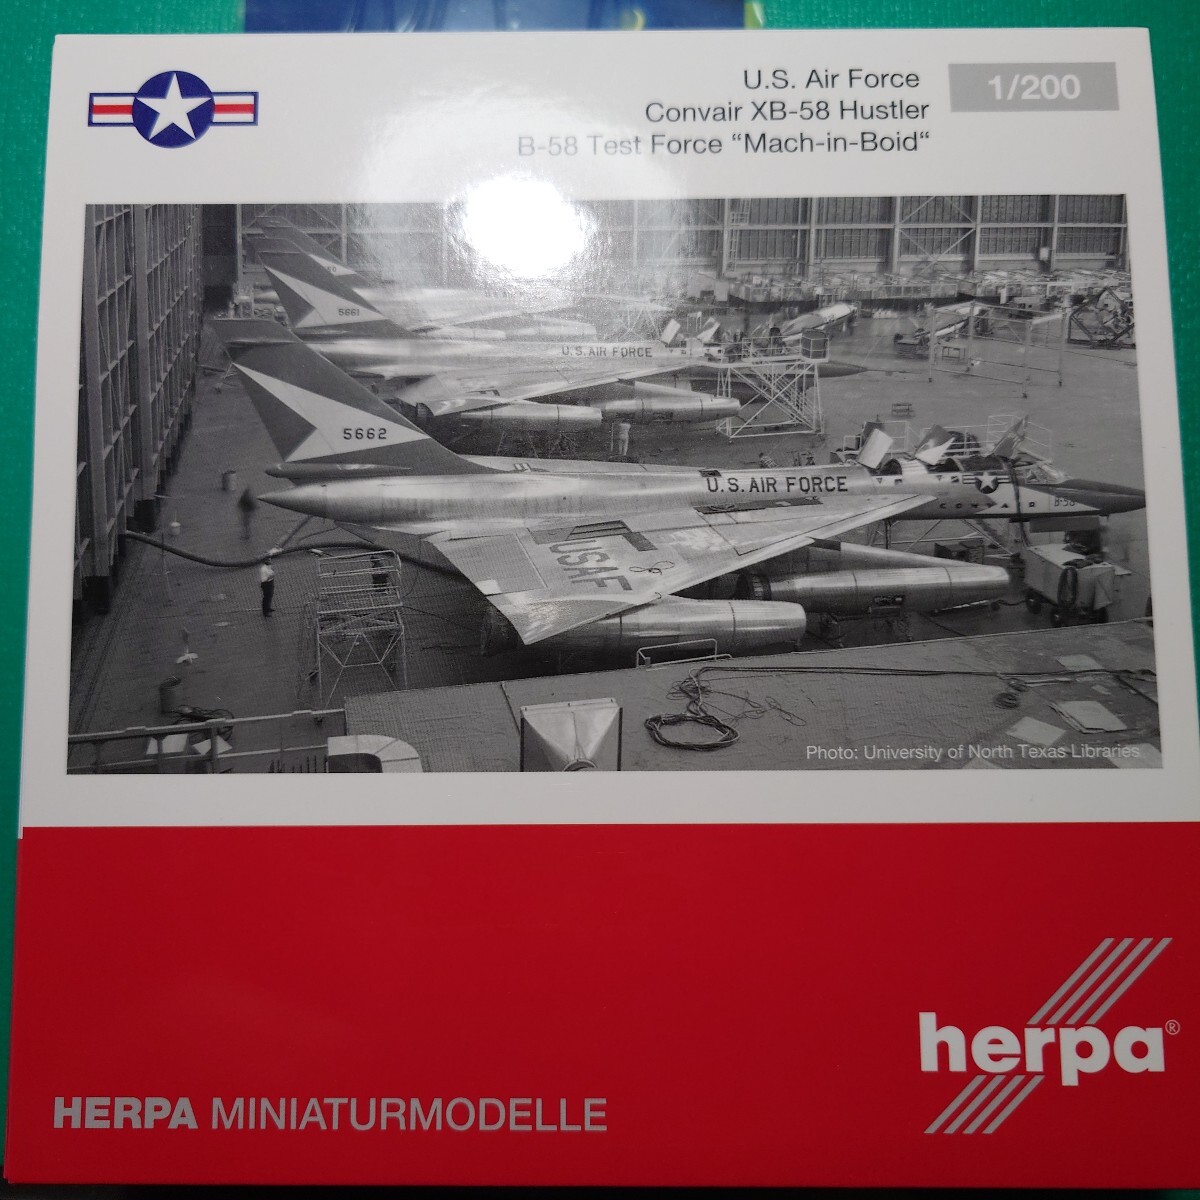 U.S. Air Force
1/200
Convair XB-58 Hustler
B-58 Test Force “Mach-in-Boid“
5661
U.S. AIR FORCE
5662
U.S. AIR FORCE
CONVAIR
B-58
USAF
Photo: University of North Texas Libraries
herpa®
HERPA MINIATURMODELLE